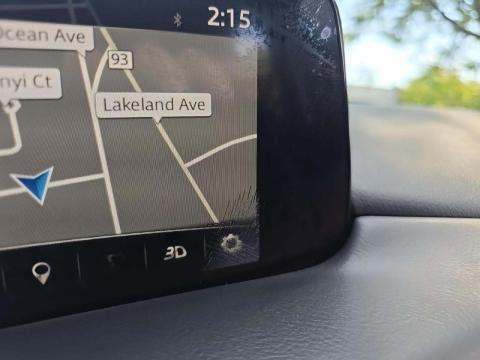 2:15
Ocean Ave
93
nyi Ct
Lakeland Ave
3D